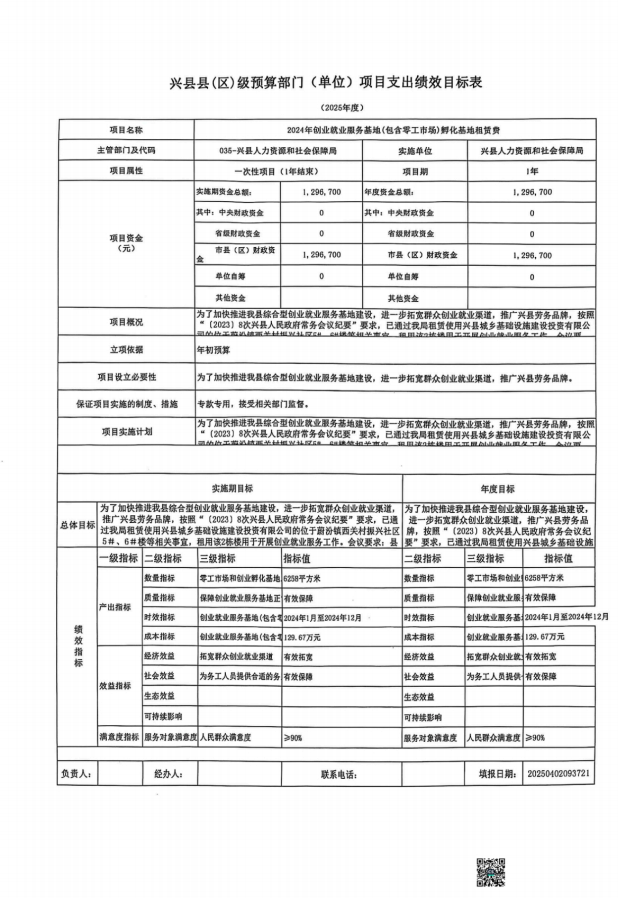 兴县县(区)级预算部门（单位）项目支出绩效目标表
（2025年度）
项目名称 2024年创业就业服务基地(包含零工市场)孵化基地租赁费
主管部门及代码 035-兴县人力资源和社会保障局 实施单位 兴县人力资源和社会保障局
项目属性 一次性项目（1年结束） 项目期 1年
项目资金（元） 实施期资金总额： 1,296,700 年度资金总额： 1,296,700
其中：中央财政资金 0 其中：中央财政资金 0
省级财政资金 0 省级财政资金 0
市县（区）财政资金 1,296,700 市县（区）财政资金 1,296,700
单位自筹 0 单位自筹 0
其他资金 其他资金
项目概况 为了加快推进我县综合型创业就业服务基地建设，进一步拓宽群众创业就业渠道，推广兴县劳务品牌，按照
“〔2023〕8次兴县人民政府常务会议纪要”要求，已通过我局租赁使用兴县城乡基础设施建设投资有限公
立项依据 年初预算
项目设立必要性 为了加快推进我县综合型创业就业服务基地建设，进一步拓宽群众创业就业渠道，推广兴县劳务品牌。
保证项目实施的制度、措施 专款专用，接受相关部门监督。
项目实施计划 为了加快推进我县综合型创业就业服务基地建设，进一步拓宽群众创业就业渠道，推广兴县劳务品牌，按照
“〔2023〕8次兴县人民政府常务会议纪要”要求，已通过我局租赁使用兴县城乡基础设施建设投资有限公
实施期目标 年度目标
总体目标
为了加快推进我县综合型创业就业服务基地建设，进一步拓宽群众创业就业渠道，
推广兴县劳务品牌，按照“〔2023〕8次兴县人民政府常务会议纪要”要求，已通
过我局租赁使用兴县城乡基础设施建设投资有限公司的位于蔚汾镇西关村振兴社区
5#、6#楼等相关事宜，租用该2栋楼用于开展创业就业服务工作。会议要求：县
为了加快推进我县综合型创业就业服务基地建设，
进一步拓宽群众创业就业渠道，推广兴县劳务品
牌，按照“〔2023〕8次兴县人民政府常务会议纪
要”要求，已通过我局租赁使用兴县城乡基础设施
绩效指标 一级指标 二级指标 三级指标 指标值 二级指标 三级指标 指标值
产出指标 数量指标 零工市场和创业孵化基地 6258平方米 数量指标 零工市场和创业 6258平方米
质量指标 保障创业就业服务基地正 有效保障 质量指标 保障创业就业服 有效保障
时效指标 创业就业服务基地(包含零 2024年1月至2024年12月 时效指标 创业就业服务基 2024年1月至2024年12月
成本指标 创业就业服务基地(包含零 129.67万元 成本指标 创业就业服务基 129.67万元
效益指标 经济效益 拓宽群众创业就业渠道 有效拓宽 经济效益 拓宽群众创业就 有效拓宽
社会效益 为务工人员提供合适的务 有效保障 社会效益 为务工人员提供 有效保障
生态效益 生态效益
可持续影响 可持续影响
满意度指标 服务对象满意度 人民群众满意度 ≥90% 服务对象满意度 人民群众满意度 ≥90%
负责人： 经办人： 联系电话： 填报日期： 20250402093721